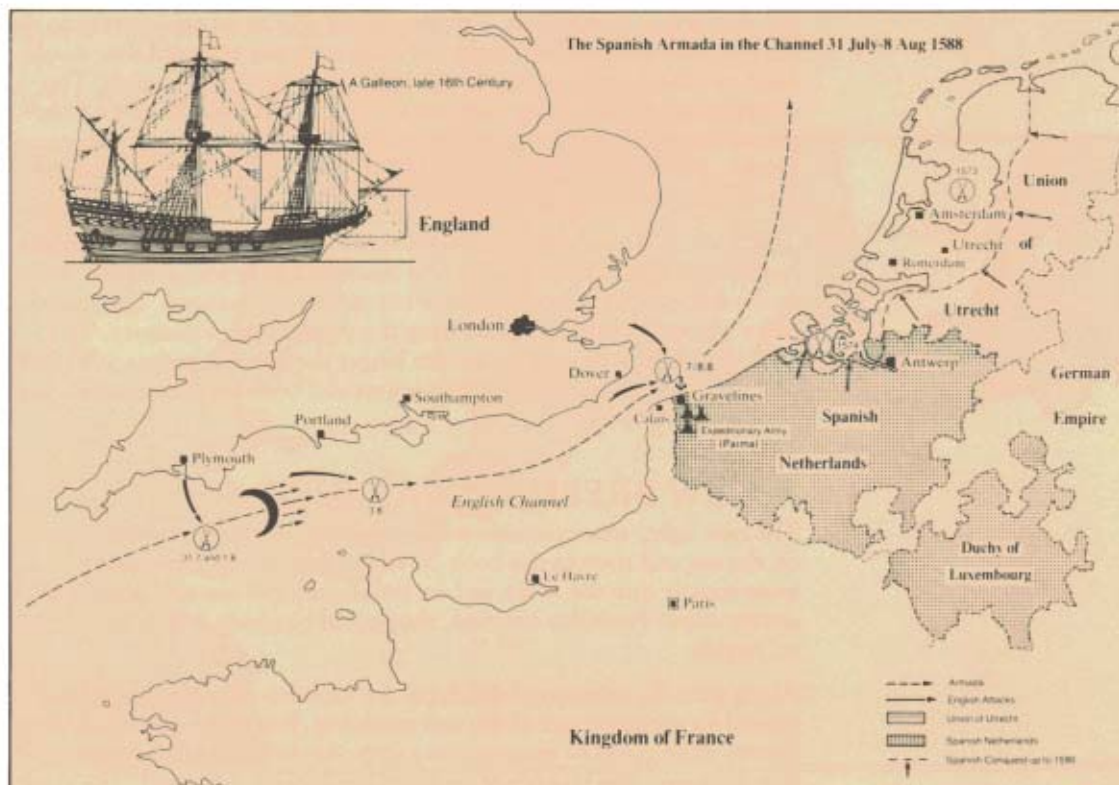 The Spanish Armada in the Channel 31 July-8 Aug 1588
A Galleon, late 16th Century
England
Union
of
Utrecht
Amsterdam
Utrecht
Rotterdam
London
Dover
7/8.8
Antwerp
German
Empire
Gravelines
Calais
Expeditionary Army
(Parma)
Spanish
Netherlands
Southampton
Portland
Plymouth
English Channel
Le Havre
Paris
Duchy of
Luxembourg
Kingdom of France
Armada
English Attacks
Union of Utrecht
Spanish Netherlands
Spanish Conquest up to 1588